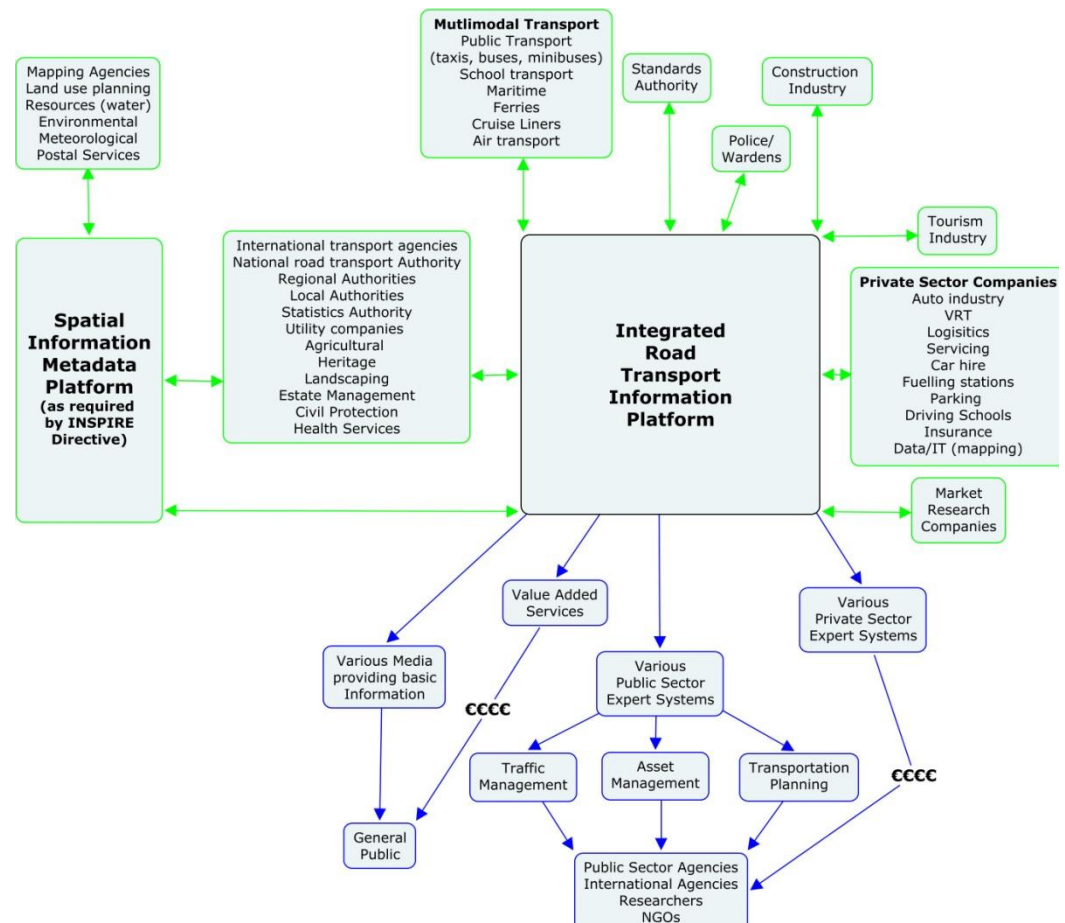 Mutlimodal Transport
Public Transport
(taxis, buses, minibuses)
School transport
Maritime
Ferries
Cruise Liners
Air transport
Mapping Agencies
Land use planning
Resources (water)
Environmental
Meteorological
Postal Services
Standards
Authority
Construction
Industry
Police/
Wardens
Tourism
Industry
Spatial
Information
Metadata
Platform
(as required
by INSPIRE
Directive)
International transport agencies
National road transport Authority
Regional Authorities
Local Authorities
Statistics Authority
Utility companies
Agricultural
Heritage
Landscaping
Estate Management
Civil Protection
Health Services
Integrated
Road
Transport
Information
Platform
Private Sector Companies
Auto industry
VRT
Logisitics
Servicing
Car hire
Fuelling stations
Parking
Driving Schools
Insurance
Data/IT (mapping)
Market
Research
Companies
Value Added
Services
Various
Private Sector
Expert Systems
Various Media
providing basic
Information
Various
Public Sector
Expert Systems
€€€€
Traffic
Management
Asset
Management
Transportation
Planning
€€€€
General
Public
Public Sector Agencies
International Agencies
Researchers
NGOs